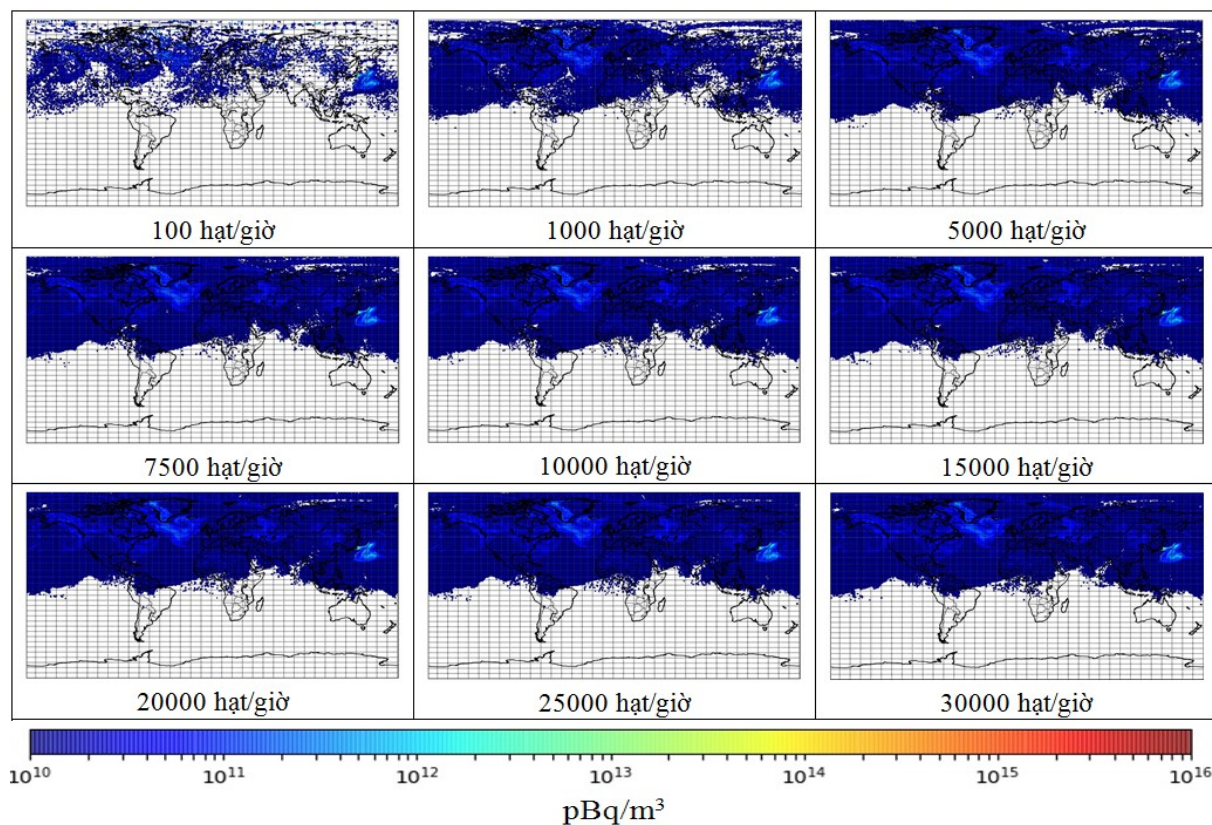 100 hạt/giờ
1000 hạt/giờ
5000 hạt/giờ
7500 hạt/giờ
10000 hạt/giờ
15000 hạt/giờ
20000 hạt/giờ
25000 hạt/giờ
30000 hạt/giờ
10¹⁰ 10¹¹ 10¹² 10¹³ 10¹⁴ 10¹⁵ 10¹⁶
pBq/m³